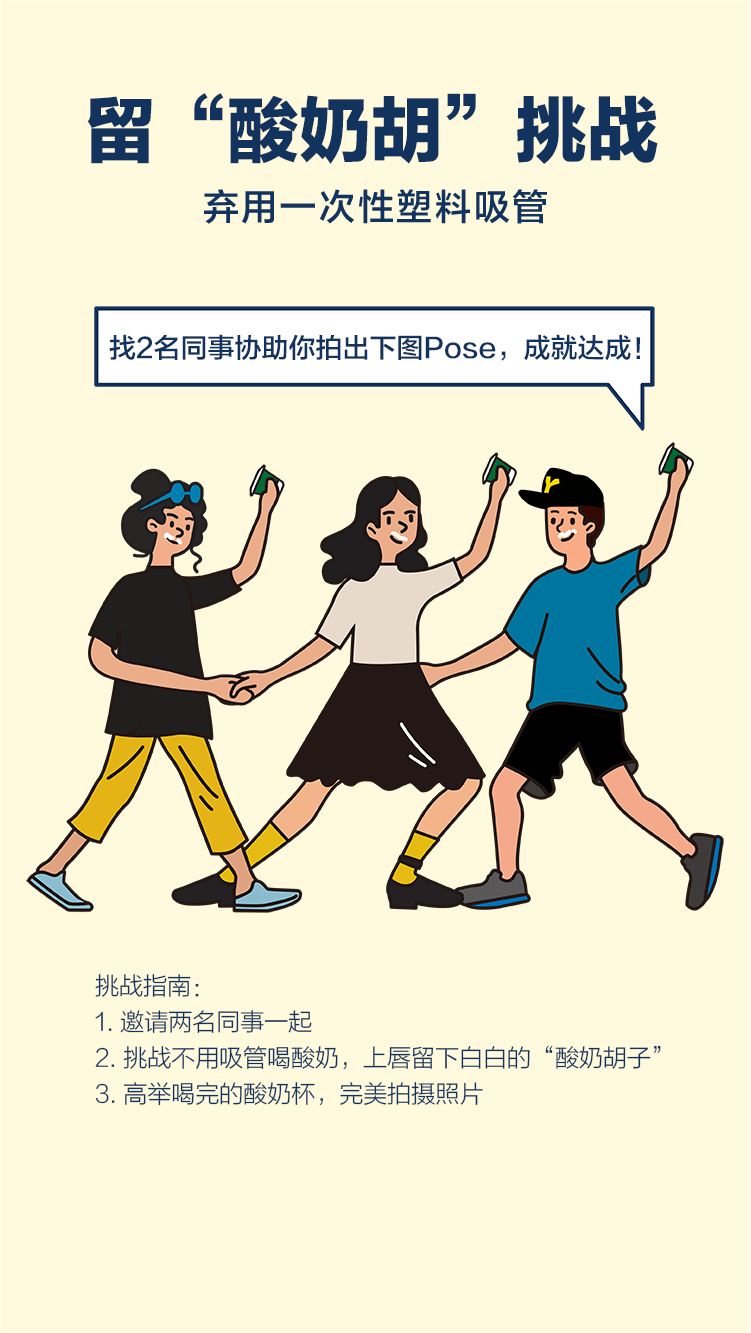 留“酸奶胡”挑战
弃用一次性塑料吸管
找2名同事协助你拍出下图Pose，成就达成！
Y
挑战指南：
1. 邀请两名同事一起
2. 挑战不用吸管喝酸奶，上唇留下白白的“酸奶胡子”
3. 高举喝完的酸奶杯，完美拍摄照片